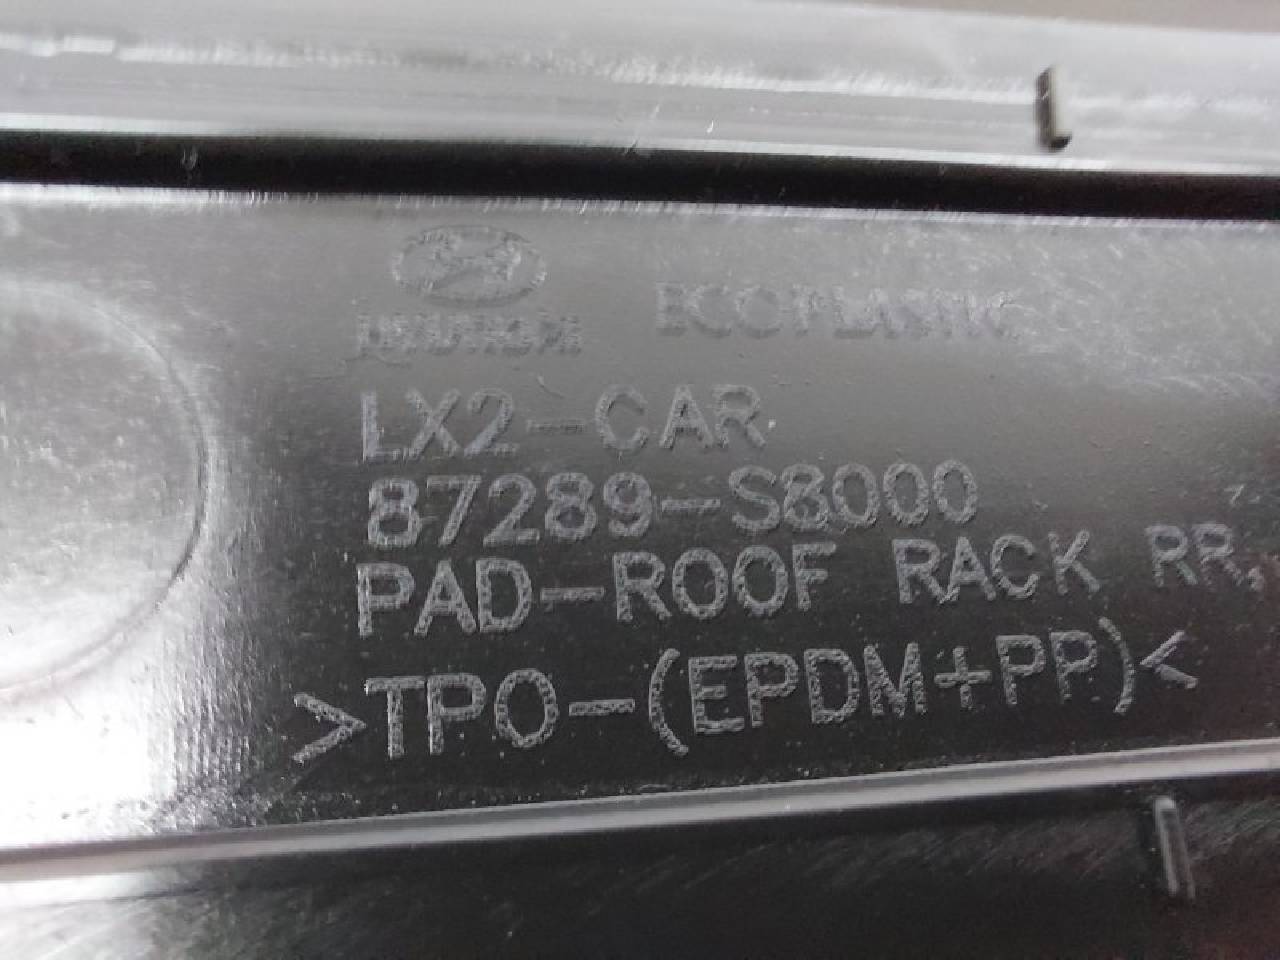 HYUNDAI ECOPLASTIC
LX2-CAR
87289-S8000
PAD-ROOF RACK RR,
>TPO-(EPDM+PP)<